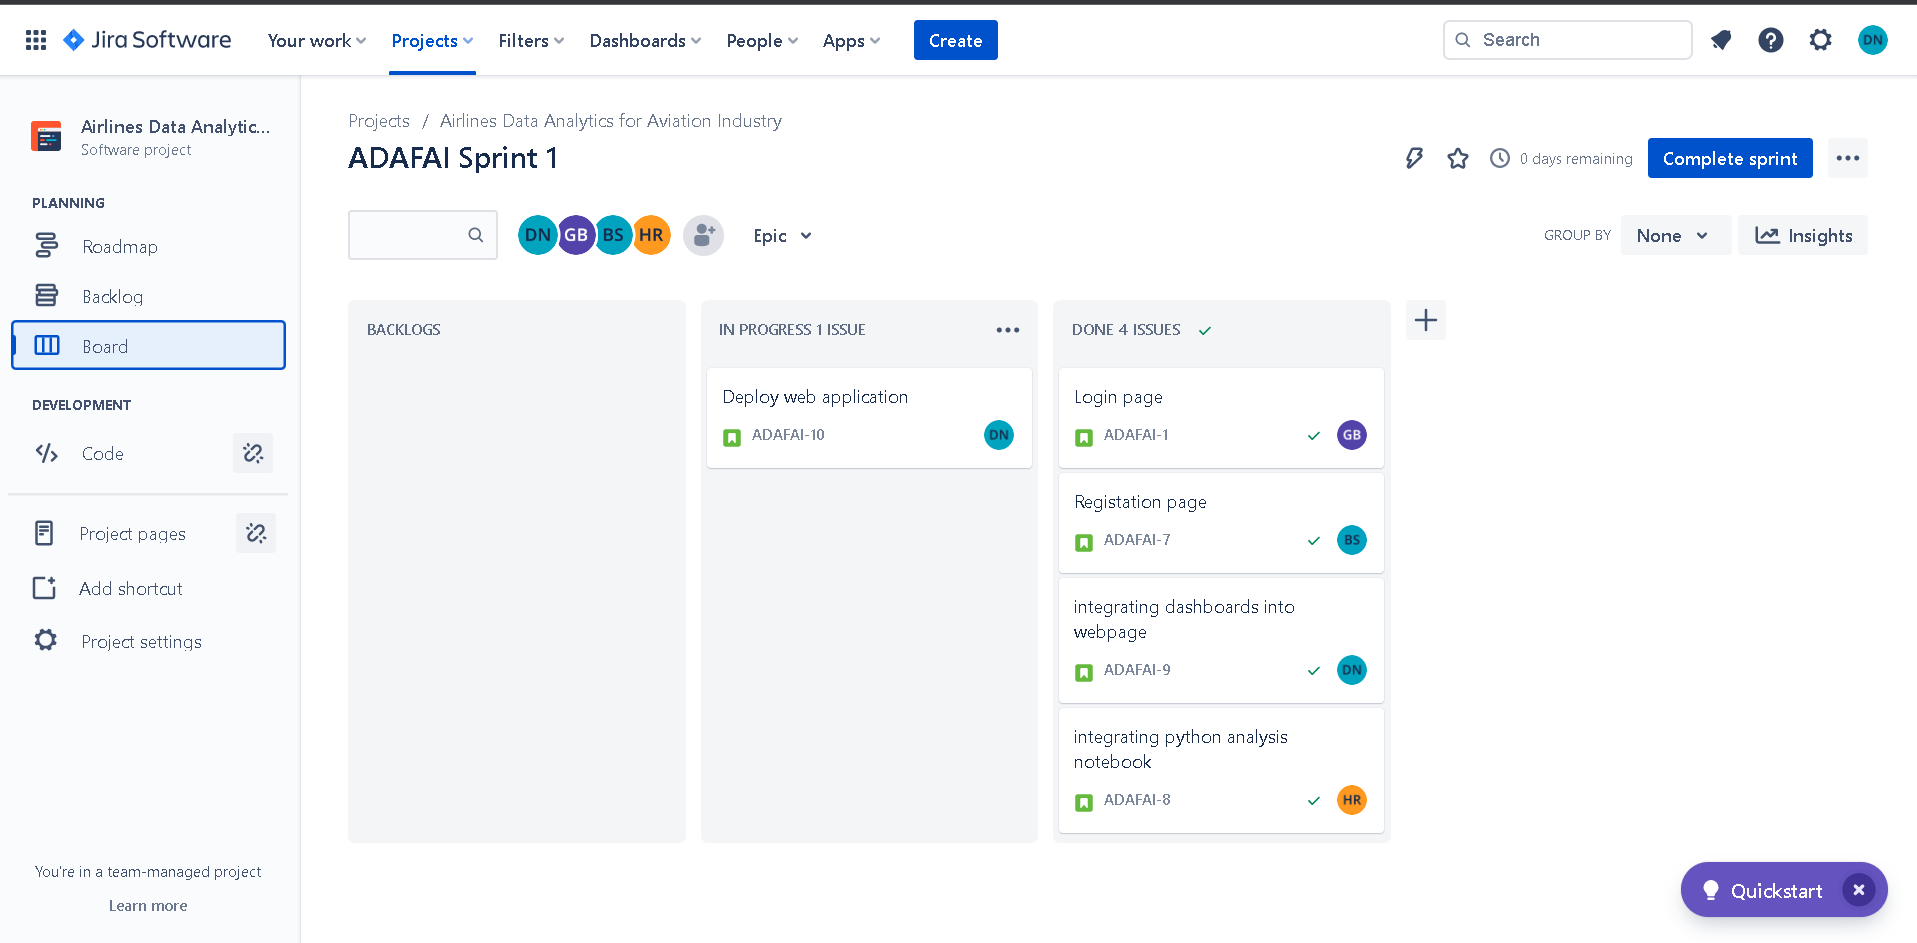 Jira Software
Your work
Projects
Filters
Dashboards
People
Apps
Create
Search
DN
Airlines Data Analytic...
Software project
PLANNING
Roadmap
Backlog
Board
DEVELOPMENT
Code
Project pages
Add shortcut
Project settings
You're in a team-managed project
Learn more
Projects / Airlines Data Analytics for Aviation Industry
ADAFAI Sprint 1
0 days remaining
Complete sprint
DN GB BS HR
Epic
GROUP BY
None
Insights
BACKLOGS
IN PROGRESS 1 ISSUE
Deploy web application
ADAFAI-10
DN
DONE 4 ISSUES
Login page
ADAFAI-1
GB
Registation page
ADAFAI-7
BS
integrating dashboards into
webpage
ADAFAI-9
DN
integrating python analysis
notebook
ADAFAI-8
HR
Quickstart